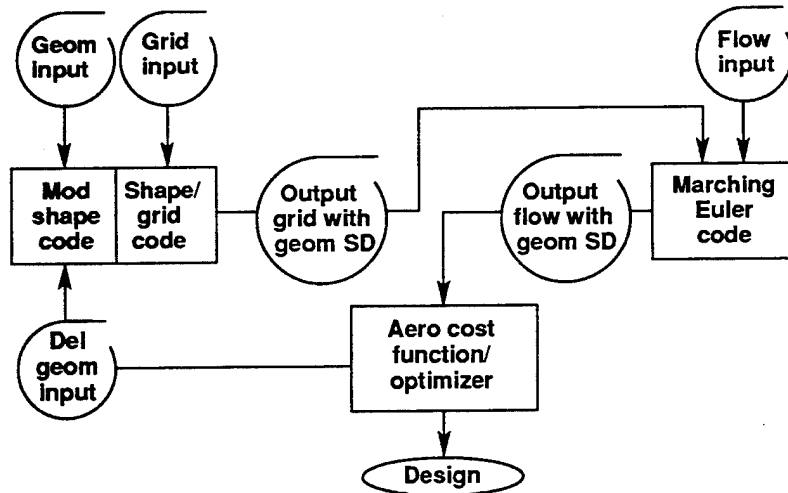 Geom
input
Grid
input
Flow
input
Mod
shape
code
Shape/
grid
code
Output
grid with
geom SD
Output
flow with
geom SD
Marching
Euler
code
Del
geom
input
Aero cost
function/
optimizer
Design